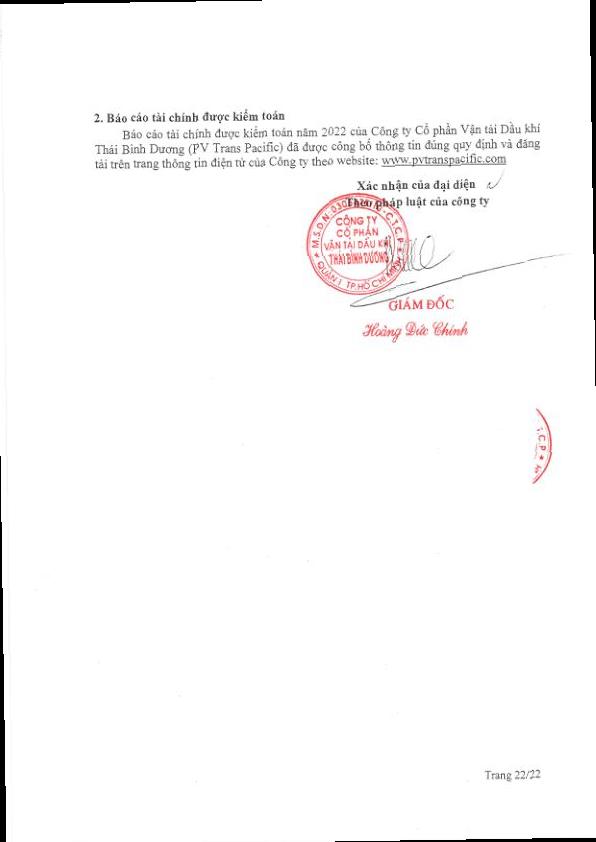 2. Báo cáo tài chính được kiểm toán
Báo cáo tài chính được kiểm toán năm 2022 của Công ty Cổ phần Vận tải Dầu khí
Thái Bình Dương (PV Trans Pacific) đã được công bố thông tin đúng quy định và đăng
tải trên trang thông tin điện tử của Công ty theo website: www.pvtranspacific.com
Xác nhận của đại diện
Theo pháp luật của công ty
M.S.D.N: C.T.C.P
CÔNG TY
CỔ PHẦN
VẬN TẢI DẦU KHÍ
THÁI BÌNH DƯƠNG
QUẬN 1 TP.HỒ CHÍ MINH
GIÁM ĐỐC
Hoàng Đức Chính
C.P
Trang 22/22